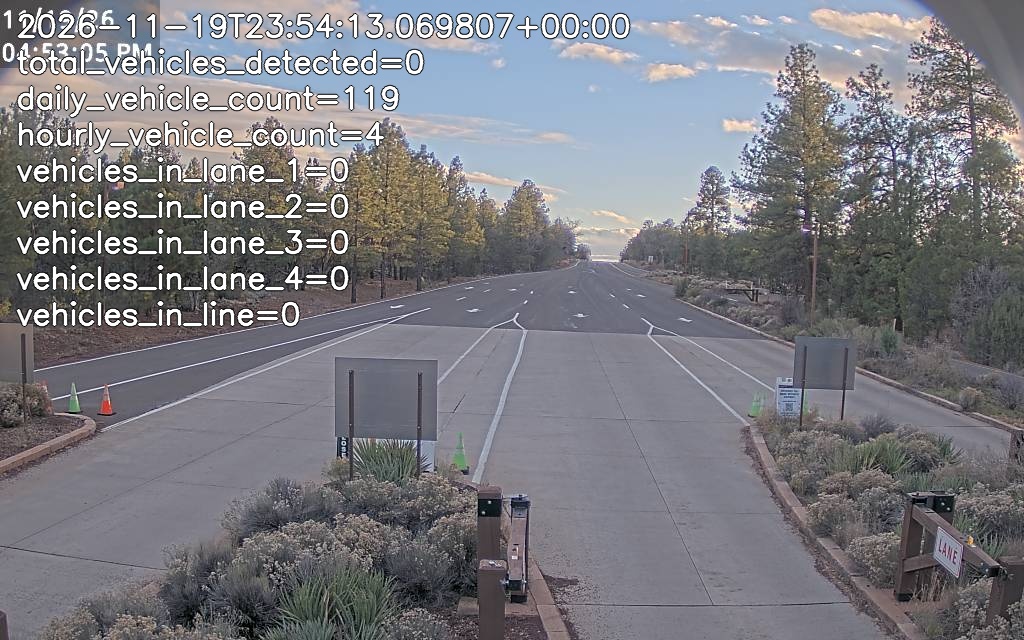 2026-11-19T23:54:13.069807+00:00
04:53:05 PM
total_vehicles_detected=0
daily_vehicle_count=119
hourly_vehicle_count=4
vehicles_in_lane_1=0
vehicles_in_lane_2=0
vehicles_in_lane_3=0
vehicles_in_lane_4=0
vehicles_in_line=0
LANE